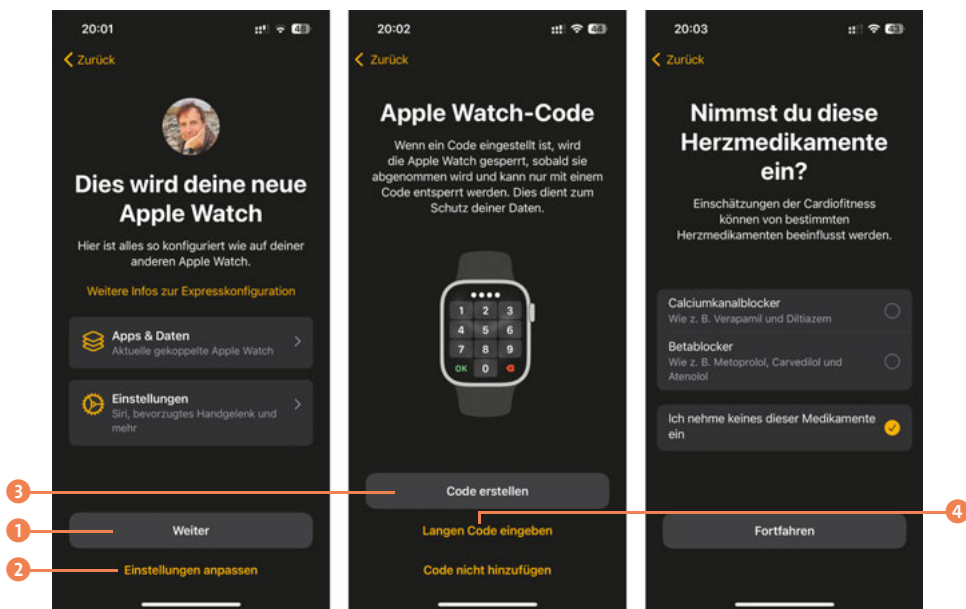 20:01
Zurück
Dies wird deine neue
Apple Watch
Hier ist alles so konfiguriert wie auf deiner
anderen Apple Watch.
Weitere Infos zur Expresskonfiguration
Apps & Daten
Aktuelle gekoppelte Apple Watch
Einstellungen
Siri, bevorzugtes Handgelenk und
mehr
3
1
Weiter
2
Einstellungen anpassen
20:02
Zurück
Apple Watch-Code
Wenn ein Code eingestellt ist, wird
die Apple Watch gesperrt, sobald sie
abgenommen wird und kann nur mit einem
Code entsperrt werden. Dies dient zum
Schutz deiner Daten.
1 2 3
4 5 6
7 8 9
OK 0
Code erstellen
Langen Code eingeben
Code nicht hinzufügen
20:03
43
Zurück
Nimmst du diese
Herzmedikamente
ein?
Einschätzungen der Cardiofitness
können von bestimmten
Herzmedikamenten beeinflusst werden.
Calciumkanalblocker
Wie z. B. Verapamil und Diltiazem
Betablocker
Wie z. B. Metoprolol, Carvedilol und
Atenolol
Ich nehme keines dieser Medikamente
ein
4
Fortfahren